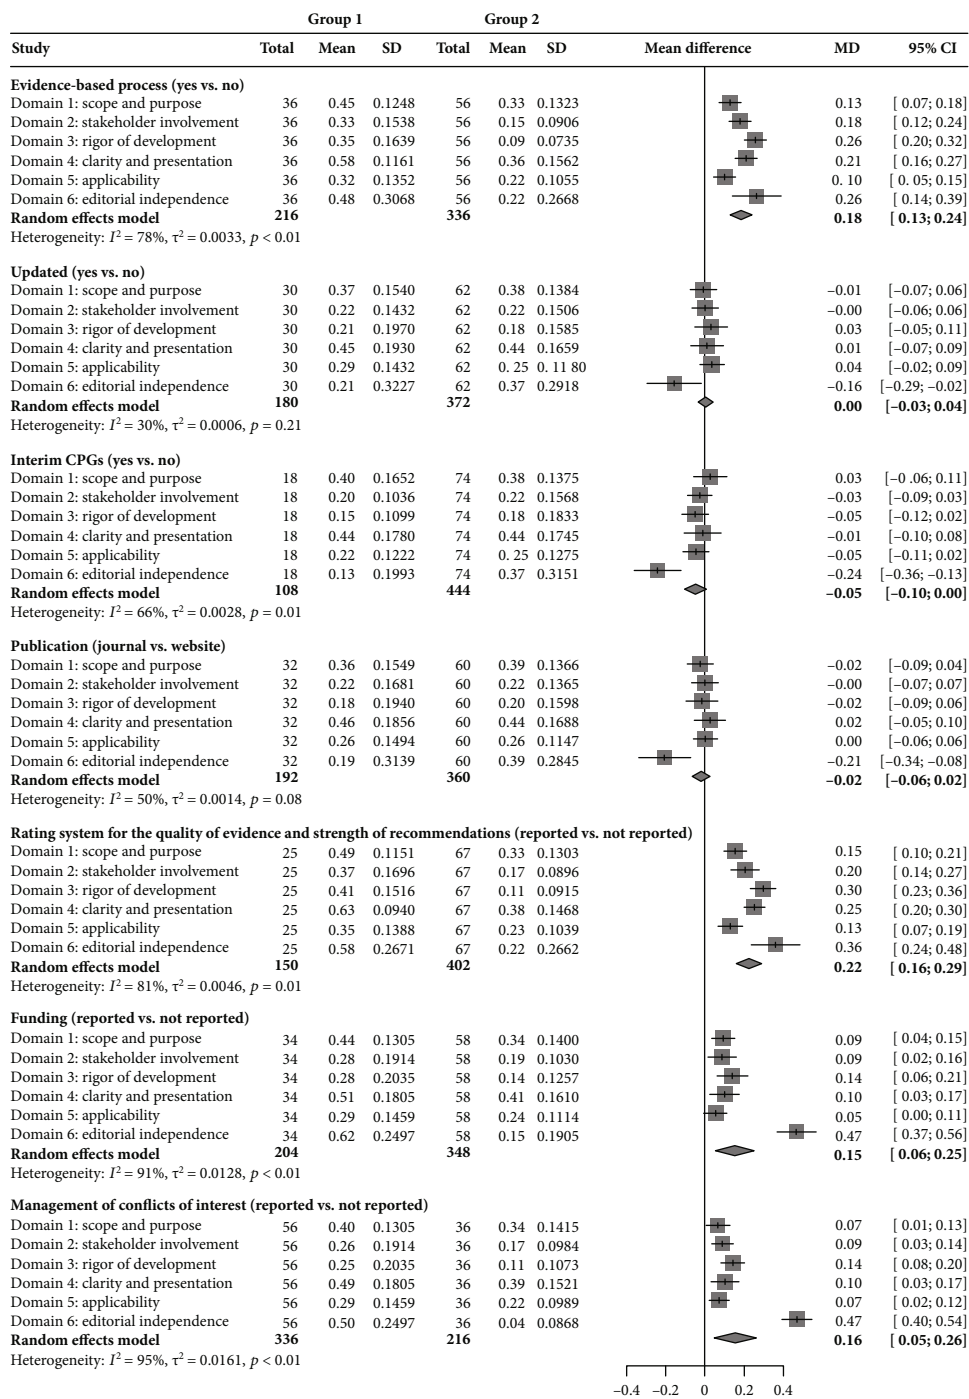 Group 1 Group 2
Study Total Mean SD Total Mean SD Mean difference MD 95% CI
Evidence-based process (yes vs. no)
Domain 1: scope and purpose 36 0.45 0.1248 56 0.33 0.1323 0.13 [ 0.07; 0.18]
Domain 2: stakeholder involvement 36 0.33 0.1538 56 0.15 0.0906 0.18 [ 0.12; 0.24]
Domain 3: rigor of development 36 0.35 0.1639 56 0.09 0.0735 0.26 [ 0.20; 0.32]
Domain 4: clarity and presentation 36 0.58 0.1161 56 0.36 0.1562 0.21 [ 0.16; 0.27]
Domain 5: applicability 36 0.32 0.1352 56 0.22 0.1055 0. 10 [ 0. 05; 0.15]
Domain 6: editorial independence 36 0.48 0.3068 56 0.22 0.2668 0.26 [ 0.14; 0.39]
Random effects model 216 336 0.18 [ 0.13; 0.24]
Heterogeneity: I² = 78%, τ² = 0.0033, p < 0.01
Updated (yes vs. no)
Domain 1: scope and purpose 30 0.37 0.1540 62 0.38 0.1384 –0.01 [–0.07; 0.06]
Domain 2: stakeholder involvement 30 0.22 0.1432 62 0.22 0.1506 –0.00 [–0.06; 0.06]
Domain 3: rigor of development 30 0.21 0.1970 62 0.18 0.1585 0.03 [–0.05; 0.11]
Domain 4: clarity and presentation 30 0.45 0.1930 62 0.44 0.1659 0.01 [–0.07; 0.09]
Domain 5: applicability 30 0.29 0.1432 62 0. 25 0. 11 80 0.04 [–0.02; 0.09]
Domain 6: editorial independence 30 0.21 0.3227 62 0.37 0.2918 –0.16 [–0.29; –0.02]
Random effects model 180 372 0.00 [–0.03; 0.04]
Heterogeneity: I² = 30%, τ² = 0.0006, p = 0.21
Interim CPGs (yes vs. no)
Domain 1: scope and purpose 18 0.40 0.1652 74 0.38 0.1375 0.03 [–0 .06; 0.11]
Domain 2: stakeholder involvement 18 0.20 0.1036 74 0.22 0.1568 –0.03 [–0.09; 0.03]
Domain 3: rigor of development 18 0.15 0.1099 74 0.18 0.1833 –0.05 [–0.12; 0.02]
Domain 4: clarity and presentation 18 0.44 0.1780 74 0.44 0.1745 –0.01 [–0.10; 0.08]
Domain 5: applicability 18 0.22 0.1222 74 0. 25 0.1275 –0.05 [–0.11; 0.02]
Domain 6: editorial independence 18 0.13 0.1993 74 0.37 0.3151 –0.24 [–0.36; –0.13]
Random effects model 108 444 –0.05 [–0.10; 0.00]
Heterogeneity: I² = 66%, τ² = 0.0028, p = 0.01
Publication (journal vs. website)
Domain 1: scope and purpose 32 0.36 0.1549 60 0.39 0.1366 –0.02 [–0.09; 0.04]
Domain 2: stakeholder involvement 32 0.22 0.1681 60 0.22 0.1365 –0.00 [–0.07; 0.07]
Domain 3: rigor of development 32 0.18 0.1940 60 0.20 0.1598 –0.02 [–0.09; 0.06]
Domain 4: clarity and presentation 32 0.46 0.1856 60 0.44 0.1688 0.02 [–0.05; 0.10]
Domain 5: applicability 32 0.26 0.1494 60 0.26 0.1147 0.00 [–0.06; 0.06]
Domain 6: editorial independence 32 0.19 0.3139 60 0.39 0.2845 –0.21 [–0.34; –0.08]
Random effects model 192 360 –0.02 [–0.06; 0.02]
Heterogeneity: I² = 50%, τ² = 0.0014, p = 0.08
Rating system for the quality of evidence and strength of recommendations (reported vs. not reported)
Domain 1: scope and purpose 25 0.49 0.1151 67 0.33 0.1303 0.15 [ 0.10; 0.21]
Domain 2: stakeholder involvement 25 0.37 0.1696 67 0.17 0.0896 0.20 [ 0.14; 0.27]
Domain 3: rigor of development 25 0.41 0.1516 67 0.11 0.0915 0.30 [ 0.23; 0.36]
Domain 4: clarity and presentation 25 0.63 0.0940 67 0.38 0.1468 0.25 [ 0.20; 0.30]
Domain 5: applicability 25 0.35 0.1388 67 0.23 0.1039 0.13 [ 0.07; 0.19]
Domain 6: editorial independence 25 0.58 0.2671 67 0.22 0.2662 0.36 [ 0.24; 0.48]
Random effects model 150 402 0.22 [ 0.16; 0.29]
Heterogeneity: I² = 81%, τ² = 0.0046, p = 0.01
Funding (reported vs. not reported)
Domain 1: scope and purpose 34 0.44 0.1305 58 0.34 0.1400 0.09 [ 0.04; 0.15]
Domain 2: stakeholder involvement 34 0.28 0.1914 58 0.19 0.1030 0.09 [ 0.02; 0.16]
Domain 3: rigor of development 34 0.28 0.2035 58 0.14 0.1257 0.14 [ 0.06; 0.21]
Domain 4: clarity and presentation 34 0.51 0.1805 58 0.41 0.1610 0.10 [ 0.03; 0.17]
Domain 5: applicability 34 0.29 0.1459 58 0.24 0.1114 0.05 [ 0.00; 0.11]
Domain 6: editorial independence 34 0.62 0.2497 58 0.15 0.1905 0.47 [ 0.37; 0.56]
Random effects model 204 348 0.15 [ 0.06; 0.25]
Heterogeneity: I² = 91%, τ² = 0.0128, p < 0.01
Management of conflicts of interest (reported vs. not reported)
Domain 1: scope and purpose 56 0.40 0.1305 36 0.34 0.1415 0.07 [ 0.01; 0.13]
Domain 2: stakeholder involvement 56 0.26 0.1914 36 0.17 0.0984 0.09 [ 0.03; 0.14]
Domain 3: rigor of development 56 0.25 0.2035 36 0.11 0.1073 0.14 [ 0.08; 0.20]
Domain 4: clarity and presentation 56 0.49 0.1805 36 0.39 0.1521 0.10 [ 0.03; 0.17]
Domain 5: applicability 56 0.29 0.1459 36 0.22 0.0989 0.07 [ 0.02; 0.12]
Domain 6: editorial independence 56 0.50 0.2497 36 0.04 0.0868 0.47 [ 0.40; 0.54]
Random effects model 336 216 0.16 [ 0.05; 0.26]
Heterogeneity: I² = 95%, τ² = 0.0161, p < 0.01
–0.4 –0.2 0 0.2 0.4